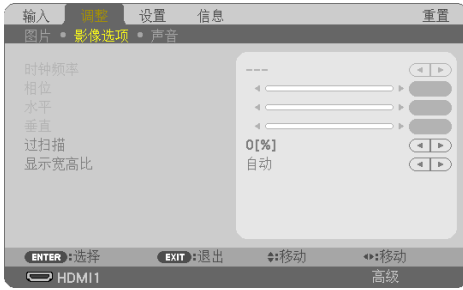 输入 调整 设置 信息 重置
图片 • 影像选项 • 声音
时钟频率 ---
相位
水平
垂直
过扫描 0[%]
显示宽高比 自动
ENTER:选择 EXIT:退出 :移动 :移动
HDMI1 高级